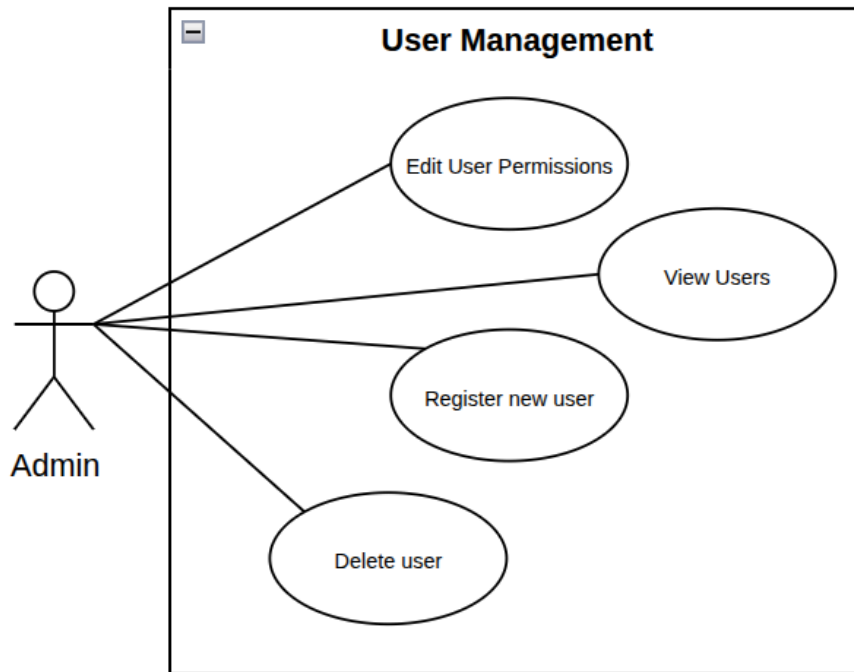 User Management
Edit User Permissions
View Users
Register new user
Admin
Delete user